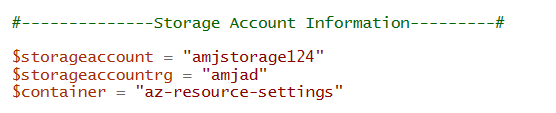 #--------------Storage Account Information---------#
$storageaccount = "amjstorage124"
$storageaccountrg = "amjad"
$container = "az-resource-settings"